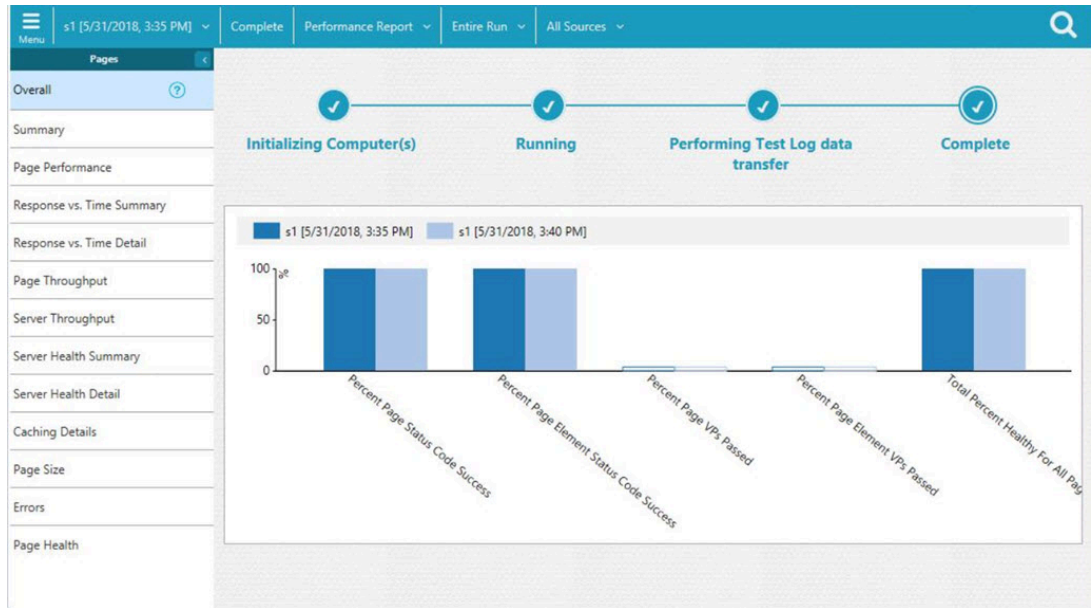 Menu
s1 [5/31/2018, 3:35 PM]
Complete
Performance Report
Entire Run
All Sources
Pages
Overall
?
Summary
Page Performance
Response vs. Time Summary
Response vs. Time Detail
Page Throughput
Server Throughput
Server Health Summary
Server Health Detail
Caching Details
Page Size
Errors
Page Health
Initializing Computer(s)
Running
Performing Test Log data
transfer
Complete
s1 [5/31/2018, 3:35 PM]
s1 [5/31/2018, 3:40 PM]
100
%
50
0
Percent Page Status Code Success
Percent Page Element Status Code Success
Percent Page VPs Passed
Percent Page Element VPs Passed
Total Percent Healthy For All Pag